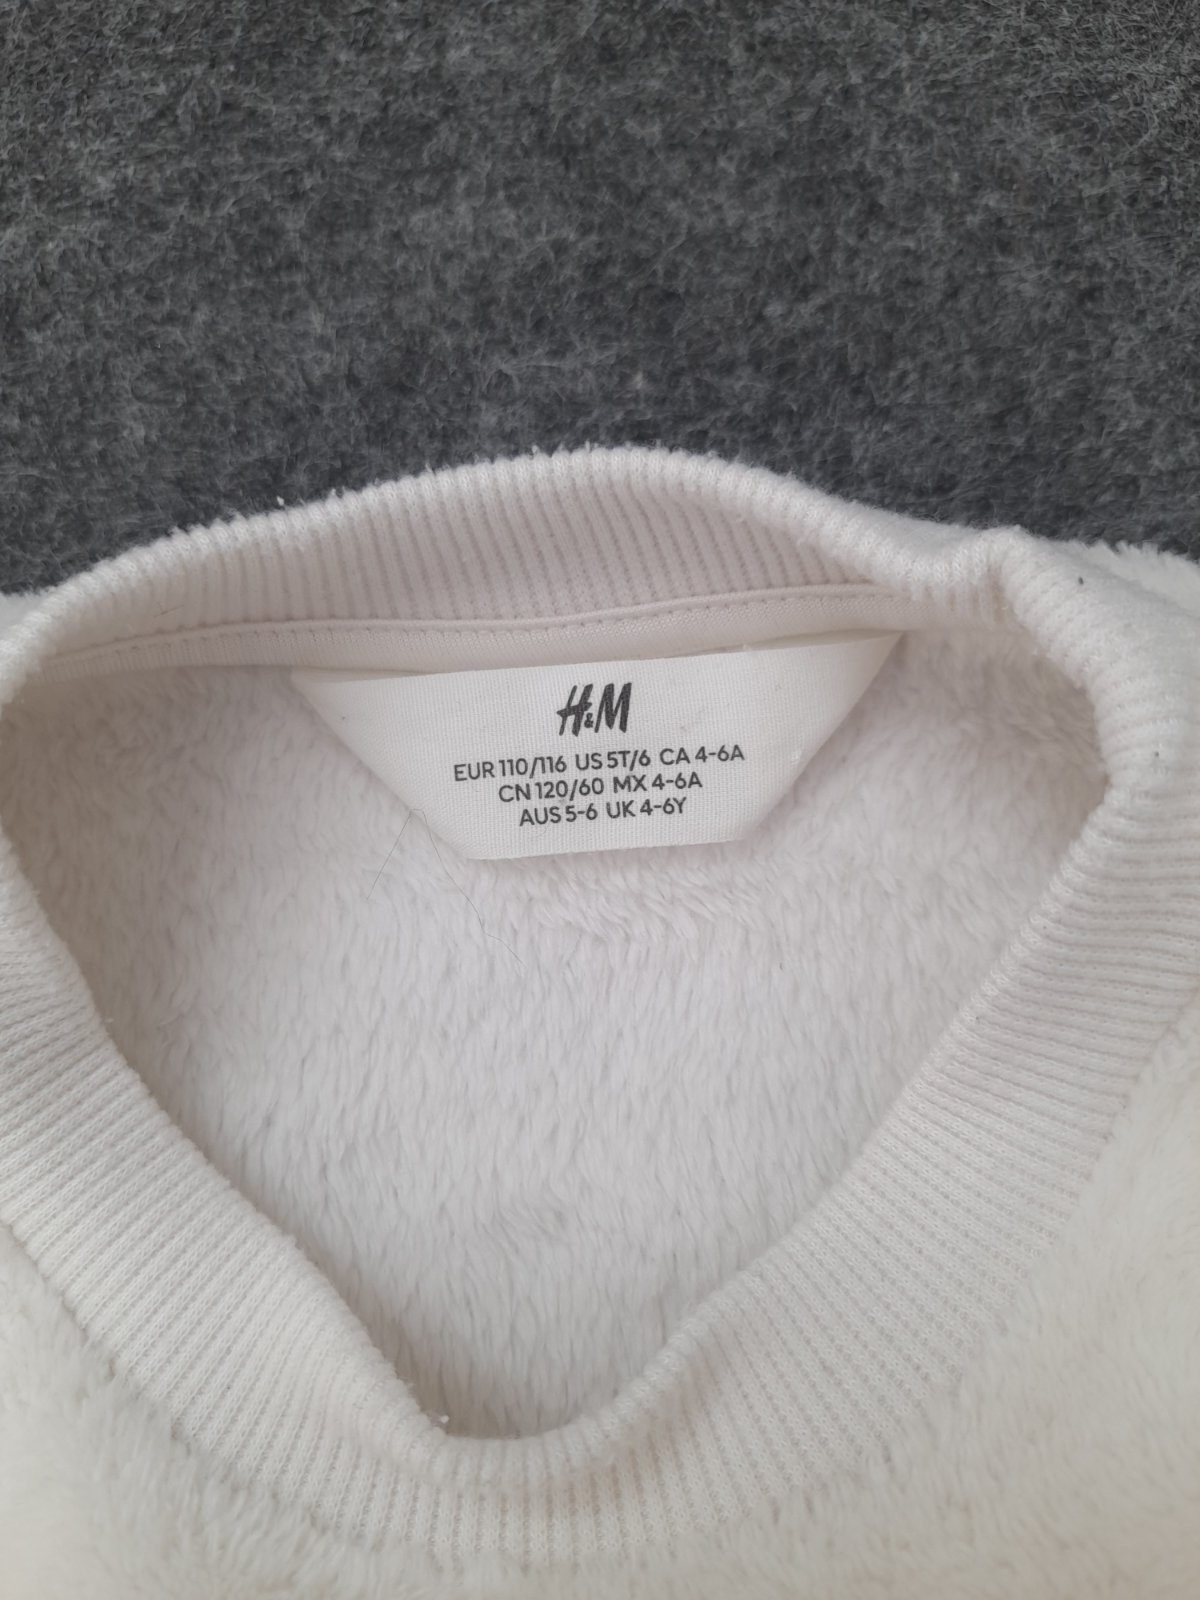 H&M
EUR 110/116 US 5T/6 CA 4-6A
CN 120/60 MX 4-6A
AUS 5-6 UK 4-6Y